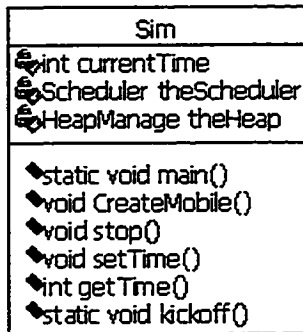 Sim
int currentTime
Scheduler theScheduler
HeapManage theHeap
static void main()
void CreateMobile()
void stop()
void setTime()
int getTime()
static void kickoff()